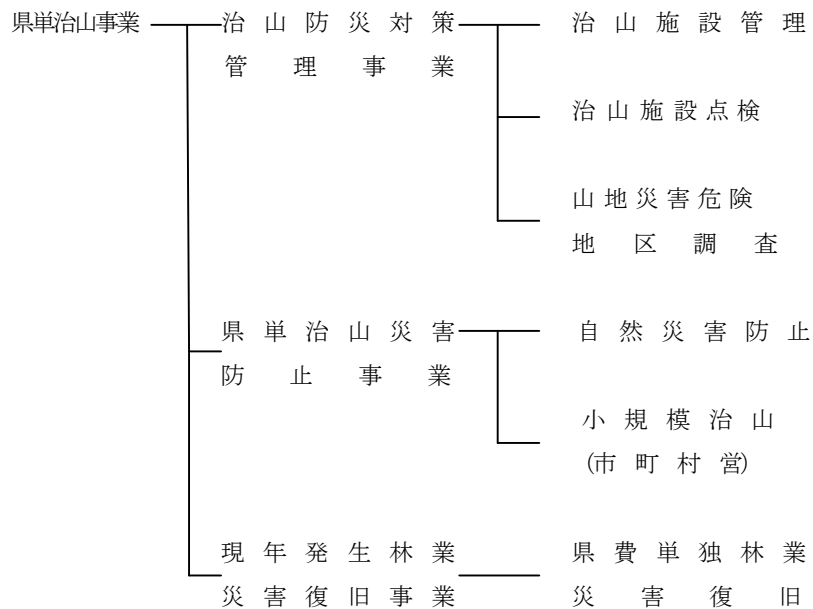 県単治山事業
治山防災対策
管理事業
治山施設管理
治山施設点検
山地災害危険
地区調査
県単治山災害
防止事業
自然災害防止
小規模治山
(市町村営)
現年発生林業
災害復旧事業
県費単独林業
災害復旧